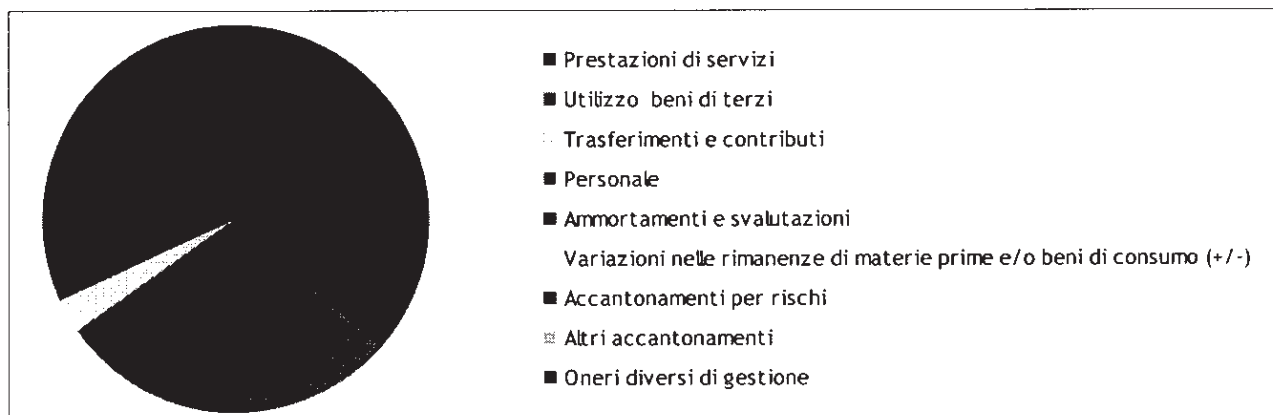 Prestazioni di servizi
Utilizzo beni di terzi
Trasferimenti e contributi
Personale
Ammortamenti e svalutazioni
Variazioni nelle rimanenze di materie prime e/o beni di consumo (+/-)
Accantonamenti per rischi
Altri accantonamenti
Oneri diversi di gestione